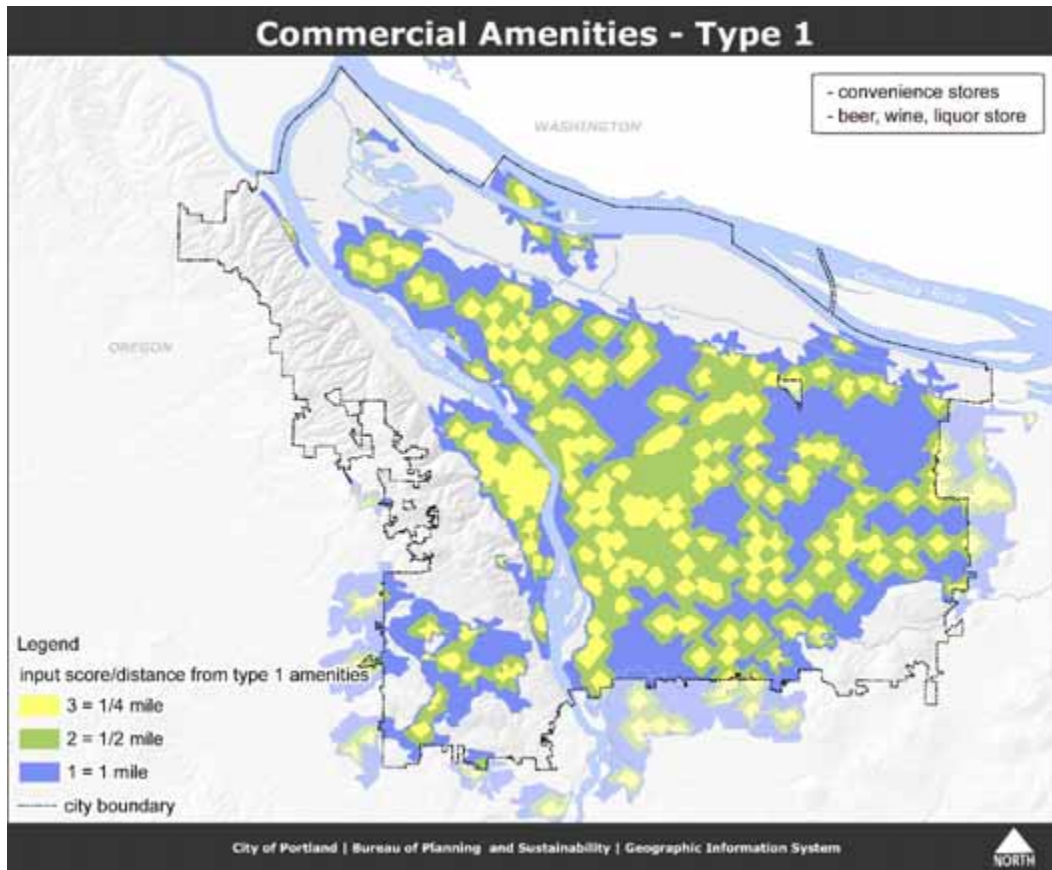 Commercial Amenities - Type 1
- convenience stores
- beer, wine, liquor store
WASHINGTON
Columbia River
OREGON
Legend
input score/distance from type 1 amenities
3 = 1/4 mile
2 = 1/2 mile
1 = 1 mile
city boundary
City of Portland | Bureau of Planning and Sustainability | Geographic Information System
NORTH